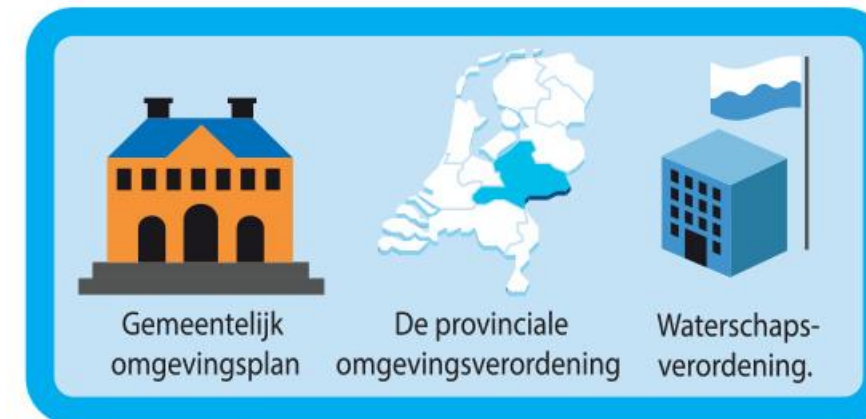 Gemeentelijk
omgevingsplan
De provinciale
omgevingsverordening
Waterschaps-
verordening.